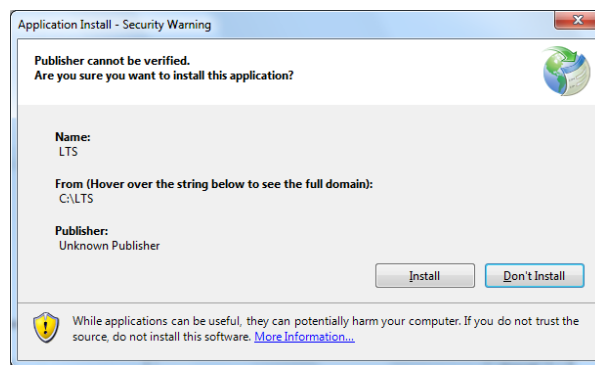 Application Install - Security Warning
Publisher cannot be verified.
Are you sure you want to install this application?
Name:
LTS
From (Hover over the string below to see the full domain):
C:\LTS
Publisher:
Unknown Publisher
Install
Don't Install
While applications can be useful, they can potentially harm your computer. If you do not trust the
source, do not install this software. More Information...